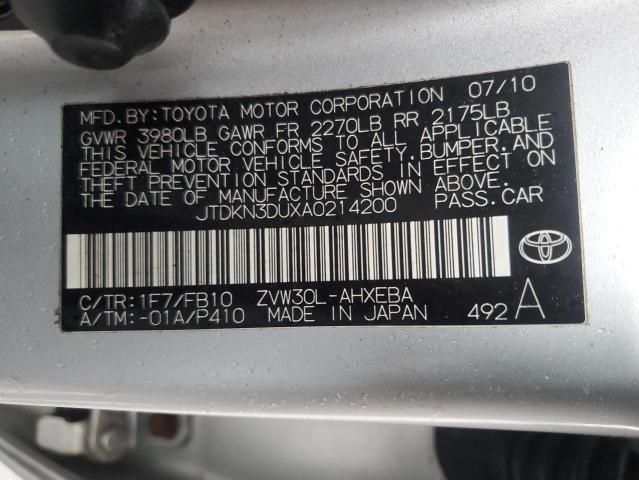 MFD. BY: TOYOTA MOTOR CORPORATION 07/10
GVWR 3980LB GAWR FR 2270LB RR 2175LB
THIS VEHICLE CONFORMS TO ALL APPLICABLE
FEDERAL MOTOR VEHICLE SAFETY, BUMPER, AND
THEFT PREVENTION STANDARDS IN EFFECT ON
THE DATE OF MANUFACTURE SHOWN ABOVE.
JTDKN3DUXA0214200 PASS. CAR
C/TR: 1F7/FB10 ZVW30L-AHXEBA
A/TM: -01A/P410 MADE IN JAPAN 492 A